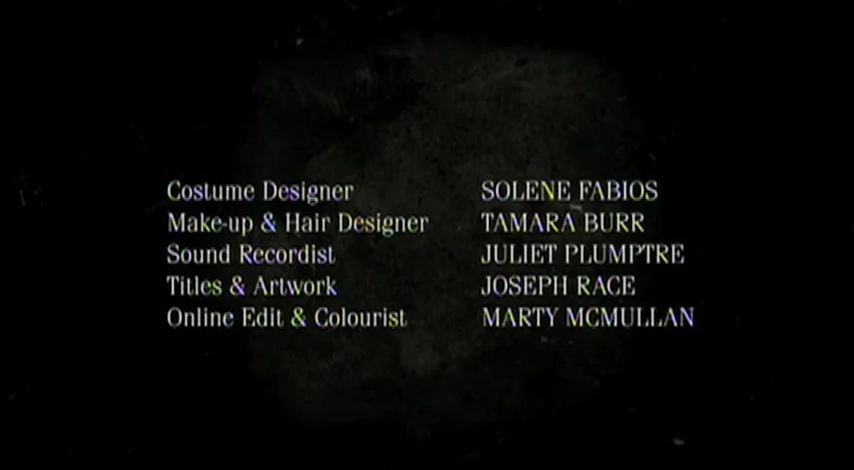 Costume Designer SOLENE FABIOS
Make-up & Hair Designer TAMARA BURR
Sound Recordist JULIET PLUMPTRE
Titles & Artwork JOSEPH RACE
Online Edit & Colourist MARTY MCMULLAN